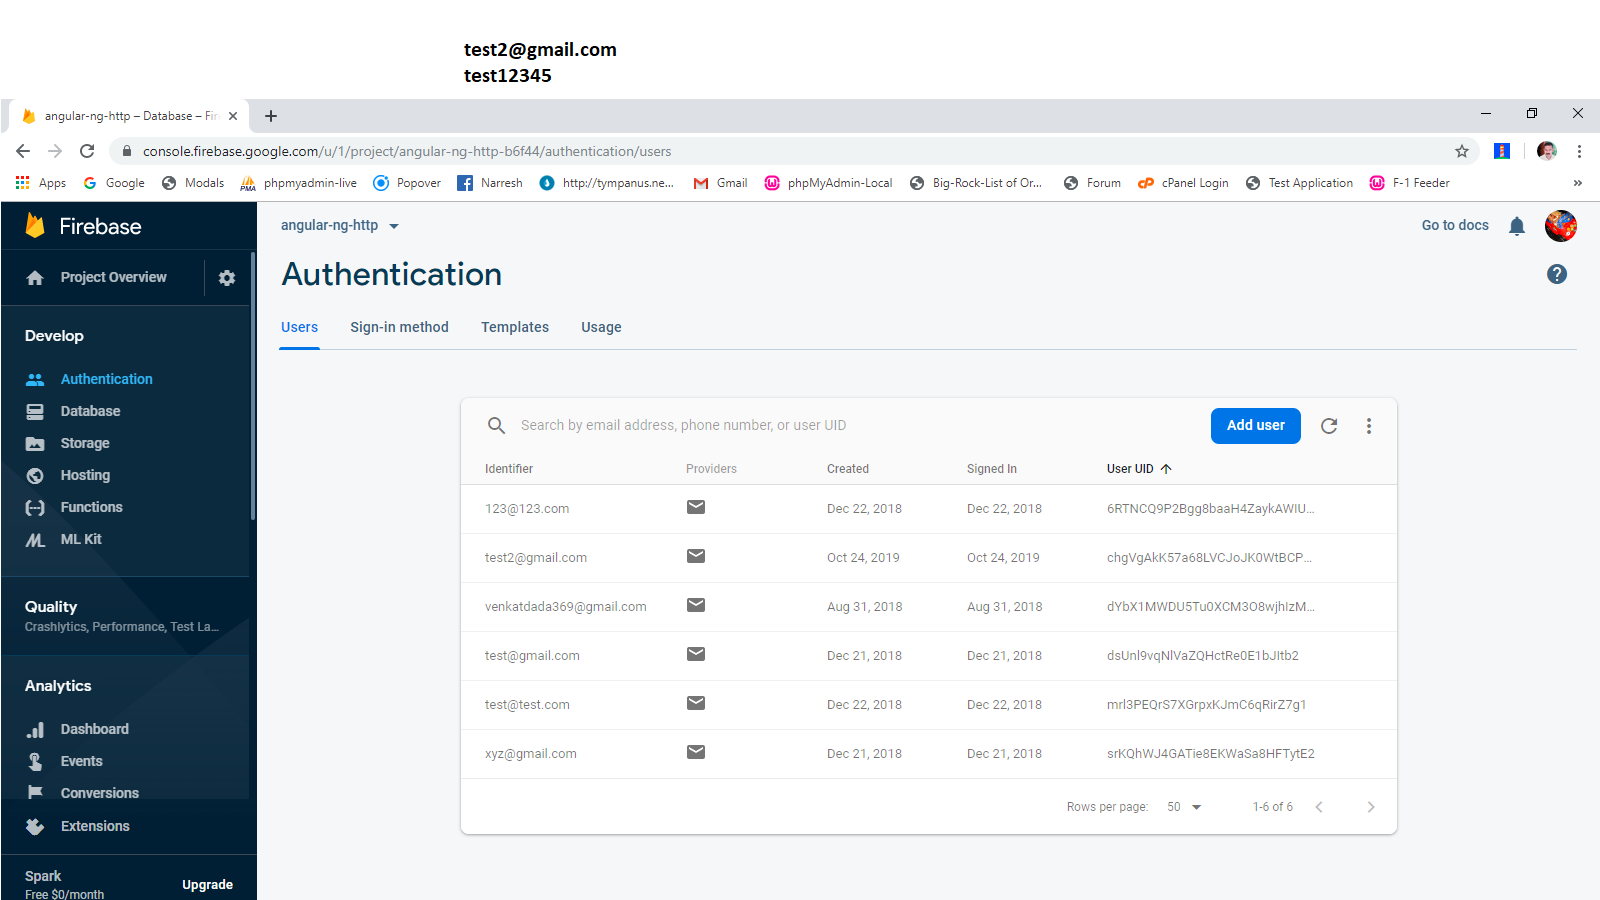 test2@gmail.com
test12345
angular-ng-http – Database – Fir
console.firebase.google.com/u/1/project/angular-ng-http-b6f44/authentication/users
Apps Google Modals phpmyadmin-live Popover Narresh http://tympanus.ne... Gmail phpMyAdmin-Local Big-Rock-List of Or... Forum cPanel Login Test Application F-1 Feeder »
Firebase
angular-ng-http
Go to docs
Project Overview
Authentication
Users Sign-in method Templates Usage
Develop
Authentication
Database
Storage
Hosting
Functions
ML Kit
Quality
Crashlytics, Performance, Test La...
Analytics
Dashboard
Events
Conversions
Extensions
Spark
Free $0/month
Upgrade
Search by email address, phone number, or user UID
Add user
Identifier Providers Created Signed In User UID
123@123.com Dec 22, 2018 Dec 22, 2018 6RTNCQ9P2Bgg8baaH4ZaykAWIU...
test2@gmail.com Oct 24, 2019 Oct 24, 2019 chgVgAkK57a68LVCJoJK0WtBCP...
venkatdada369@gmail.com Aug 31, 2018 Aug 31, 2018 dYbX1MWDU5Tu0XCM3O8wjhIzM...
test@gmail.com Dec 21, 2018 Dec 21, 2018 dsUnl9vqNlVaZQHctRe0E1bJItb2
test@test.com Dec 22, 2018 Dec 22, 2018 mrl3PEQrS7XGrpxKJmC6qRirZ7g1
xyz@gmail.com Dec 21, 2018 Dec 21, 2018 srKQhWJ4GATie8EKWaSa8HFTytE2
Rows per page: 50 1-6 of 6